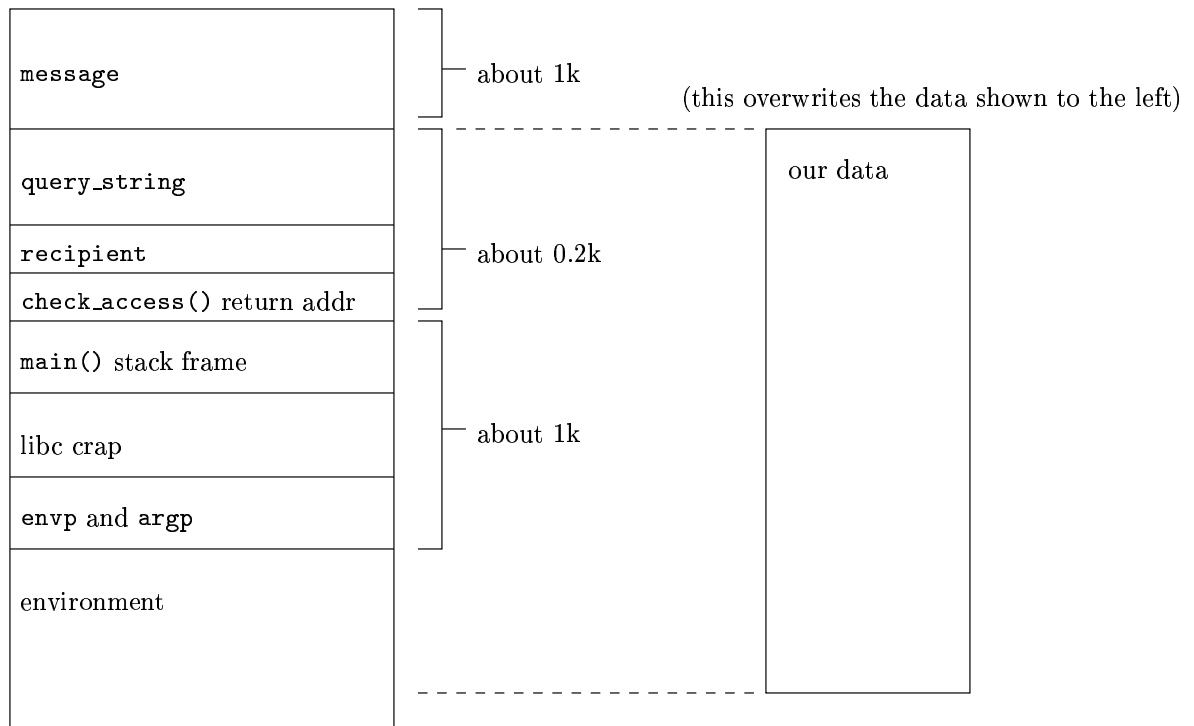 message
about 1k
(this overwrites the data shown to the left)
our data
query_string
recipient
about 0.2k
check_access() return addr
main() stack frame
about 1k
libc crap
envp and argp
environment